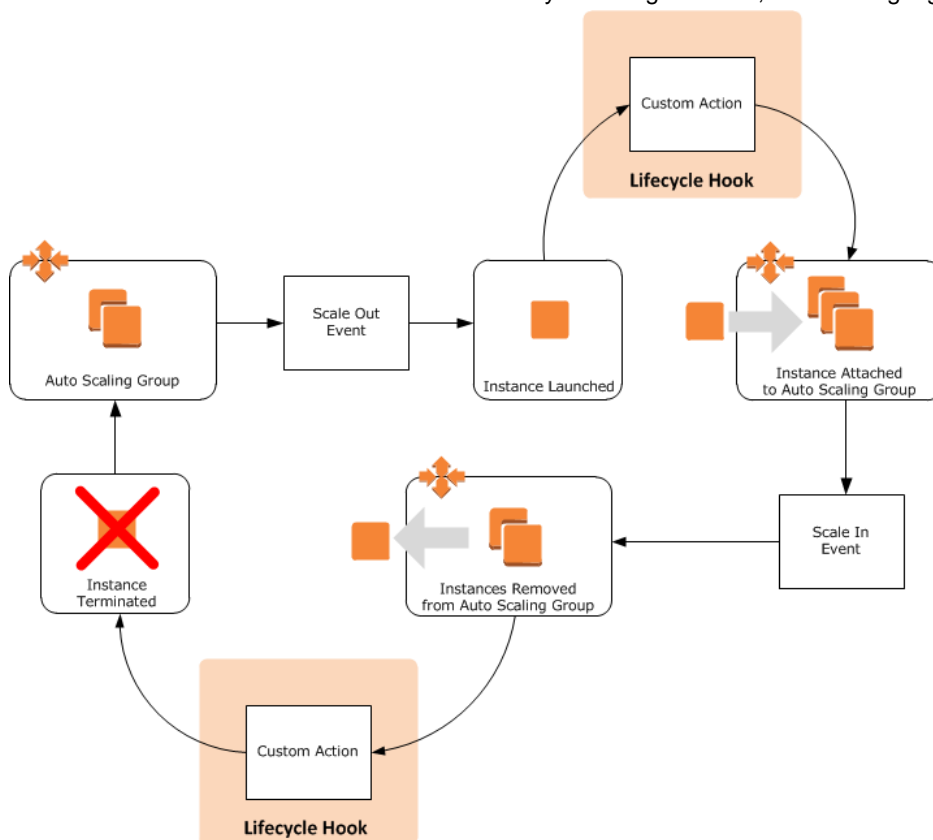 Custom Action
Lifecycle Hook
Auto Scaling Group
Scale Out
Event
Instance Launched
Instance Attached
to Auto Scaling Group
Scale In
Event
Instances Removed
from Auto Scaling Group
Instance
Terminated
Custom Action
Lifecycle Hook